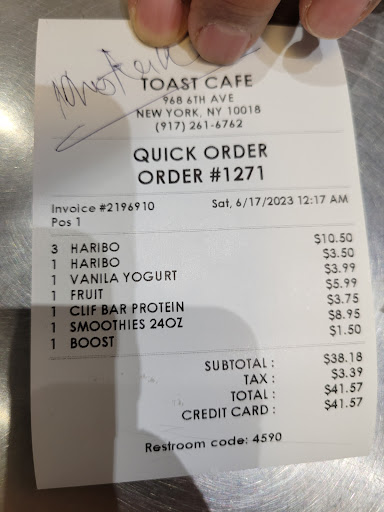 TOAST CAFE
968 6TH AVE
NEW YORK, NY 10018
(917) 261-6762
QUICK ORDER
ORDER #1271
Invoice #2196910 Sat, 6/17/2023 12:17 AM
Pos 1
3 HARIBO $10.50
1 HARIBO $3.50
1 VANILA YOGURT $3.99
1 FRUIT $5.99
1 CLIF BAR PROTEIN $3.75
1 SMOOTHIES 24OZ $8.95
1 BOOST $1.50
SUBTOTAL : $38.18
TAX : $3.39
TOTAL : $41.57
CREDIT CARD : $41.57
Restroom code: 4590